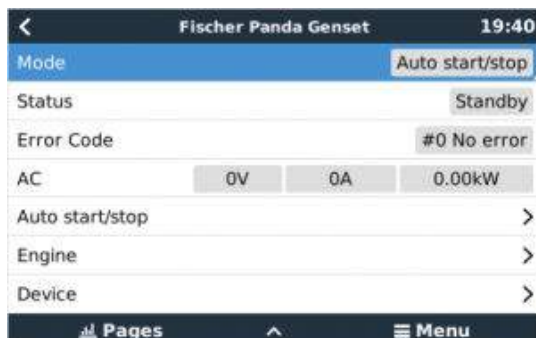 Fischer Panda Genset 19:40
Mode Auto start/stop
Status Standby
Error Code #0 No error
AC 0V 0A 0.00kW
Auto start/stop
Engine
Device
Pages Menu